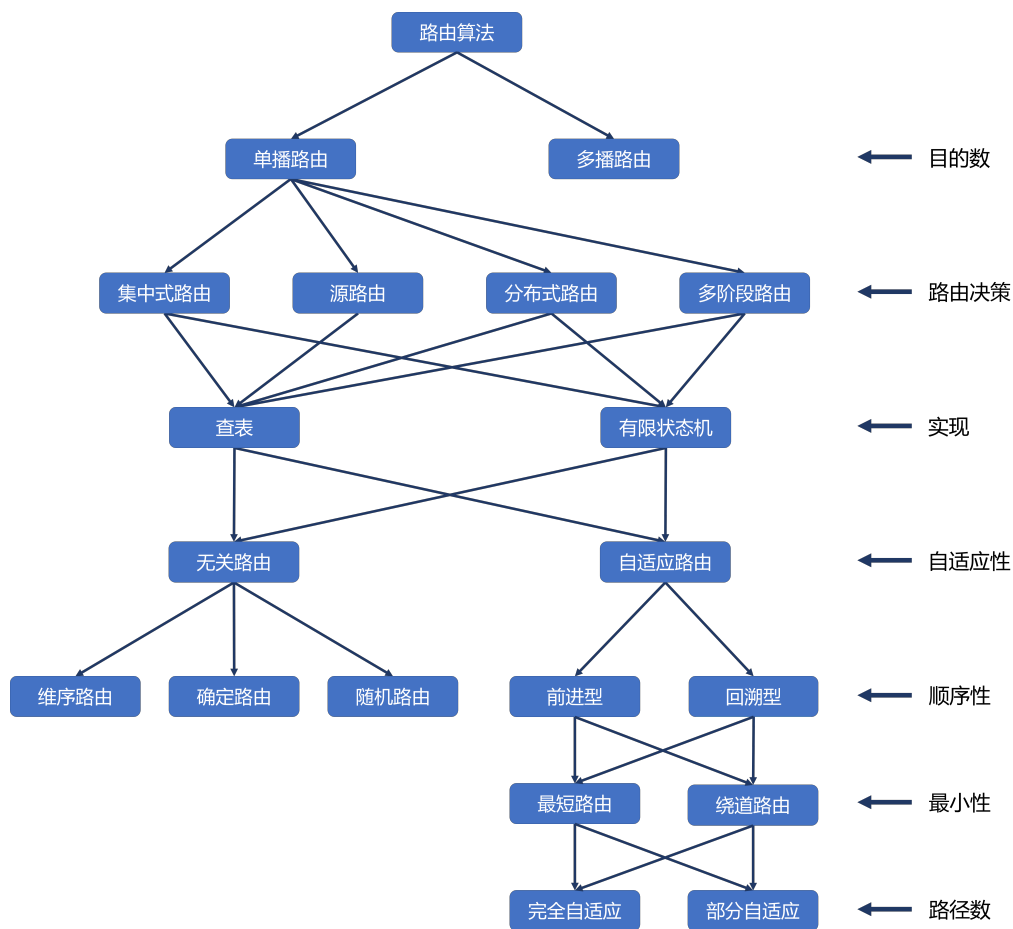 路由算法
单播路由
多播路由
目的数
集中式路由
源路由
分布式路由
多阶段路由
路由决策
查表
有限状态机
实现
无关路由
自适应路由
自适应性
维序路由
确定路由
随机路由
前进型
回溯型
顺序性
最短路由
绕道路由
最小性
完全自适应
部分自适应
路径数